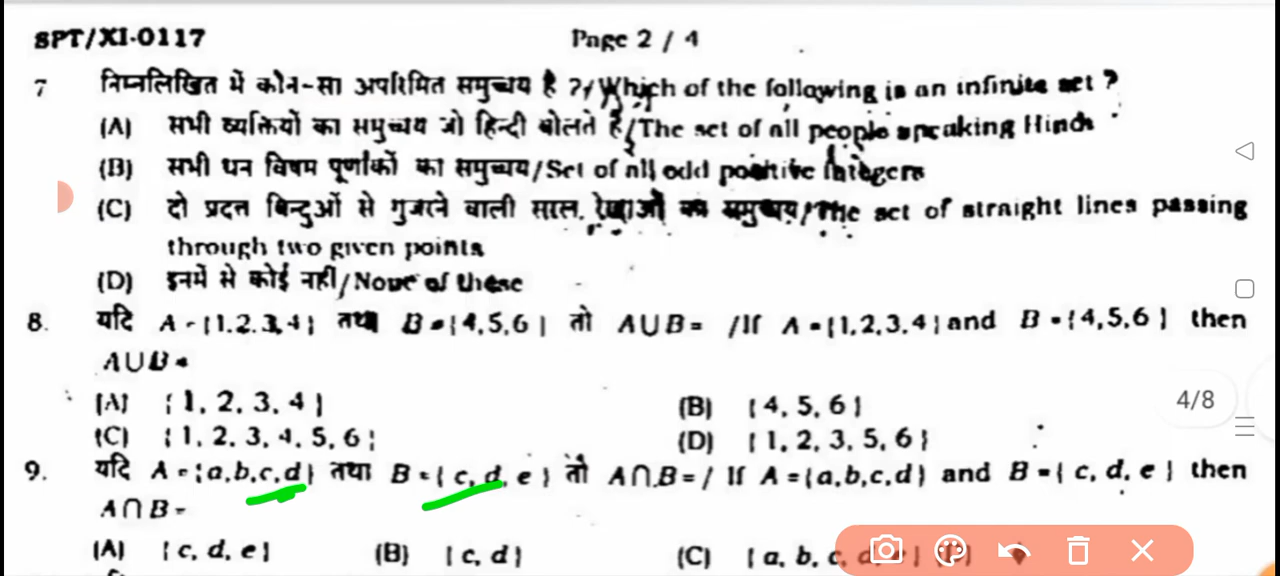 SPT/XI-0117 Page 2 / 4
7 निम्नलिखित में कौन-सा अपरिमित समुच्चय है ?/Which of the following is an infinite set ?
(A) सभी व्यक्तियों का समुच्चय जो हिन्दी बोलते हैं/The set of all people speaking Hindi
(B) सभी धन विषम पूर्णांकों का समुच्चय/Set of all odd positive integers
(C) दो प्रदत्त बिन्दुओं से गुजरने वाली सरल रेखाओं का समुच्चय/The set of straight lines passing
through two given points
(D) इनमें से कोई नहीं/None of these
8. यदि A={1,2,3,4} तथा B={4,5,6} तो A∪B= /If A={1,2,3,4} and B={4,5,6} then
A∪B=
(A) {1, 2, 3, 4} (B) {4, 5, 6}
(C) {1, 2, 3, 4, 5, 6} (D) {1, 2, 3, 5, 6}
4/8
9. यदि A={a,b,c,d} तथा B={c,d,e} तो A∩B=/ If A={a,b,c,d} and B={c, d, e} then
A∩B=
(A) {c, d, e} (B) {c, d} (C) {a, b, c, d